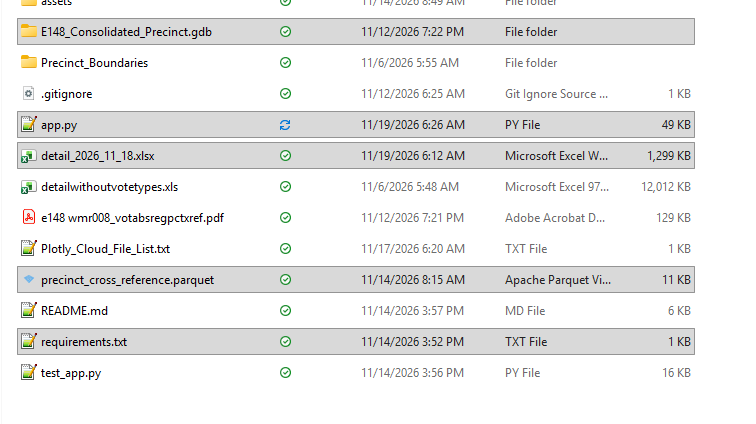 assets 11/14/2026 8:49 AM File folder
E148_Consolidated_Precinct.gdb 11/12/2026 7:22 PM File folder
Precinct_Boundaries 11/6/2026 5:55 AM File folder
.gitignore 11/12/2026 6:25 AM Git Ignore Source ... 1 KB
app.py 11/19/2026 6:26 AM PY File 49 KB
detail_2026_11_18.xlsx 11/19/2026 6:12 AM Microsoft Excel W... 1,299 KB
detailwithoutvotetypes.xls 11/6/2026 5:48 AM Microsoft Excel 97... 12,012 KB
e148 wmr008_votabsregpctxref.pdf 11/12/2026 7:21 PM Adobe Acrobat D... 129 KB
Plotly_Cloud_File_List.txt 11/17/2026 6:20 AM TXT File 1 KB
precinct_cross_reference.parquet 11/14/2026 8:15 AM Apache Parquet Vi... 11 KB
README.md 11/14/2026 3:57 PM MD File 6 KB
requirements.txt 11/14/2026 3:52 PM TXT File 1 KB
test_app.py 11/14/2026 3:56 PM PY File 16 KB